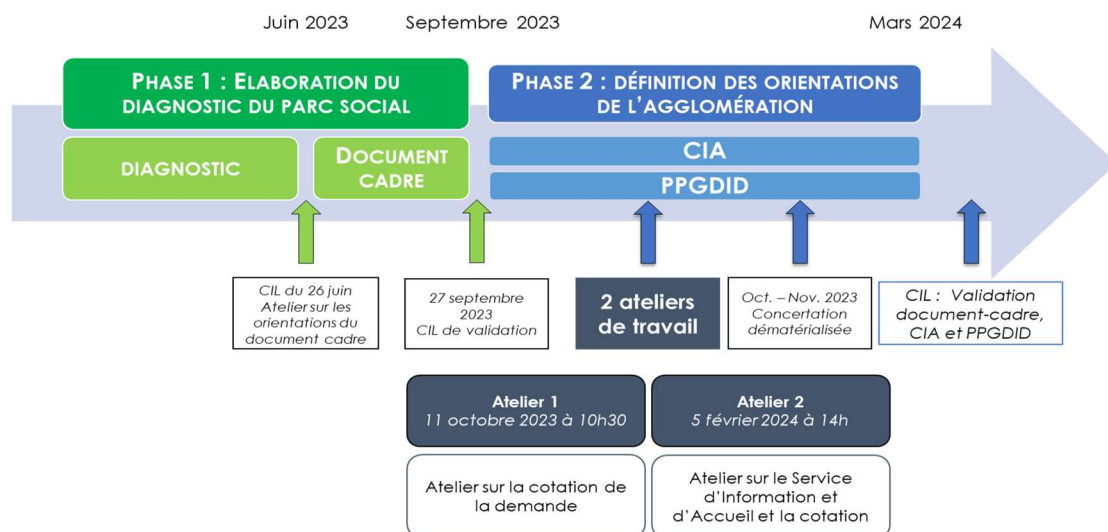 Juin 2023
Septembre 2023
Mars 2024
PHASE 1 : ELABORATION DU
DIAGNOSTIC DU PARC SOCIAL
PHASE 2 : DÉFINITION DES ORIENTATIONS
DE L'AGGLOMÉRATION
DIAGNOSTIC
DOCUMENT
CADRE
CIA
PPGDID
CIL du 26 juin
Atelier sur les
orientations du
document cadre
27 septembre
2023
CIL de validation
2 ateliers
de travail
Oct. – Nov. 2023
Concertation
dématérialisée
CIL : Validation
document-cadre,
CIA et PPGDID
Atelier 1
11 octobre 2023 à 10h30
Atelier 2
5 février 2024 à 14h
Atelier sur la cotation de
la demande
Atelier sur le Service
d'Information et
d'Accueil et la cotation